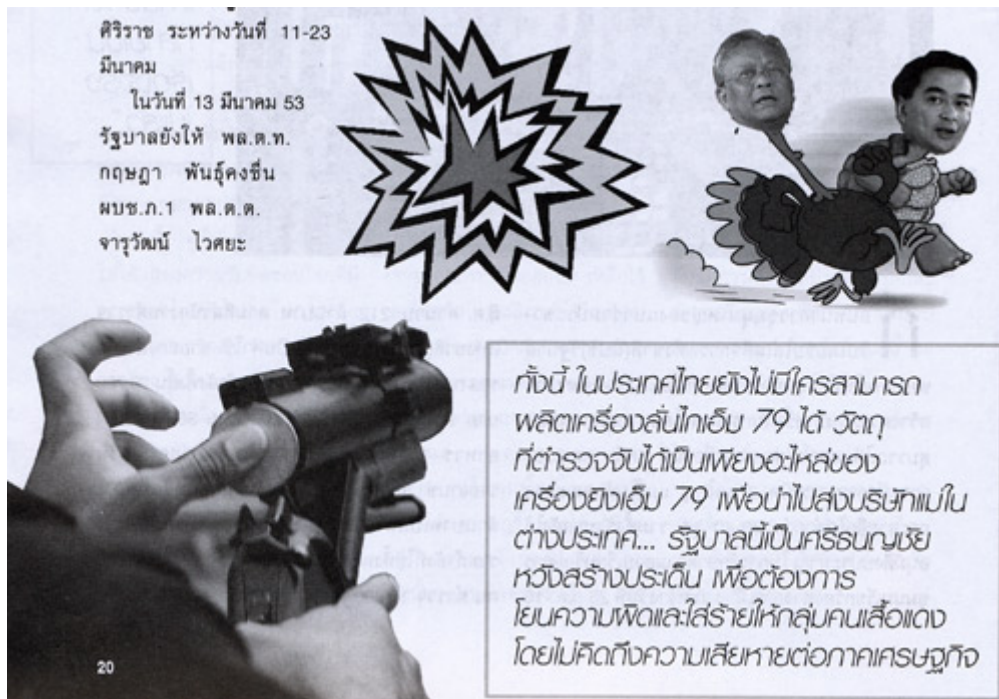 ศิริราช ระหว่างวันที่ 11-23
มีนาคม
ในวันที่ 13 มีนาคม 53
รัฐบาลยังให้ พล.ต.ท.
กฤษฎา พันธุ์คงชื่น
ผบช.ภ.1 พล.ต.ต.
จารุวัฒน์ ไวศยะ
ทั้งนี้ ในประเทศไทยยังไม่มีใครสามารถ
ผลิตเครื่องลั่นไกเอ็ม 79 ได้ วัตถุ
ที่ตำรวจจับได้เป็นเพียงอะไหล่ของ
เครื่องยิงเอ็ม 79 เพื่อนำไปส่งบริษัทแม่ใน
ต่างประเทศ... รัฐบาลนี้เป็นศรีธนญชัย
หวังสร้างประเด็น เพื่อต้องการ
โยนความผิดและใส่ร้ายให้กลุ่มคนเสื้อแดง
โดยไม่คิดถึงความเสียหายต่อภาคเศรษฐกิจ
20